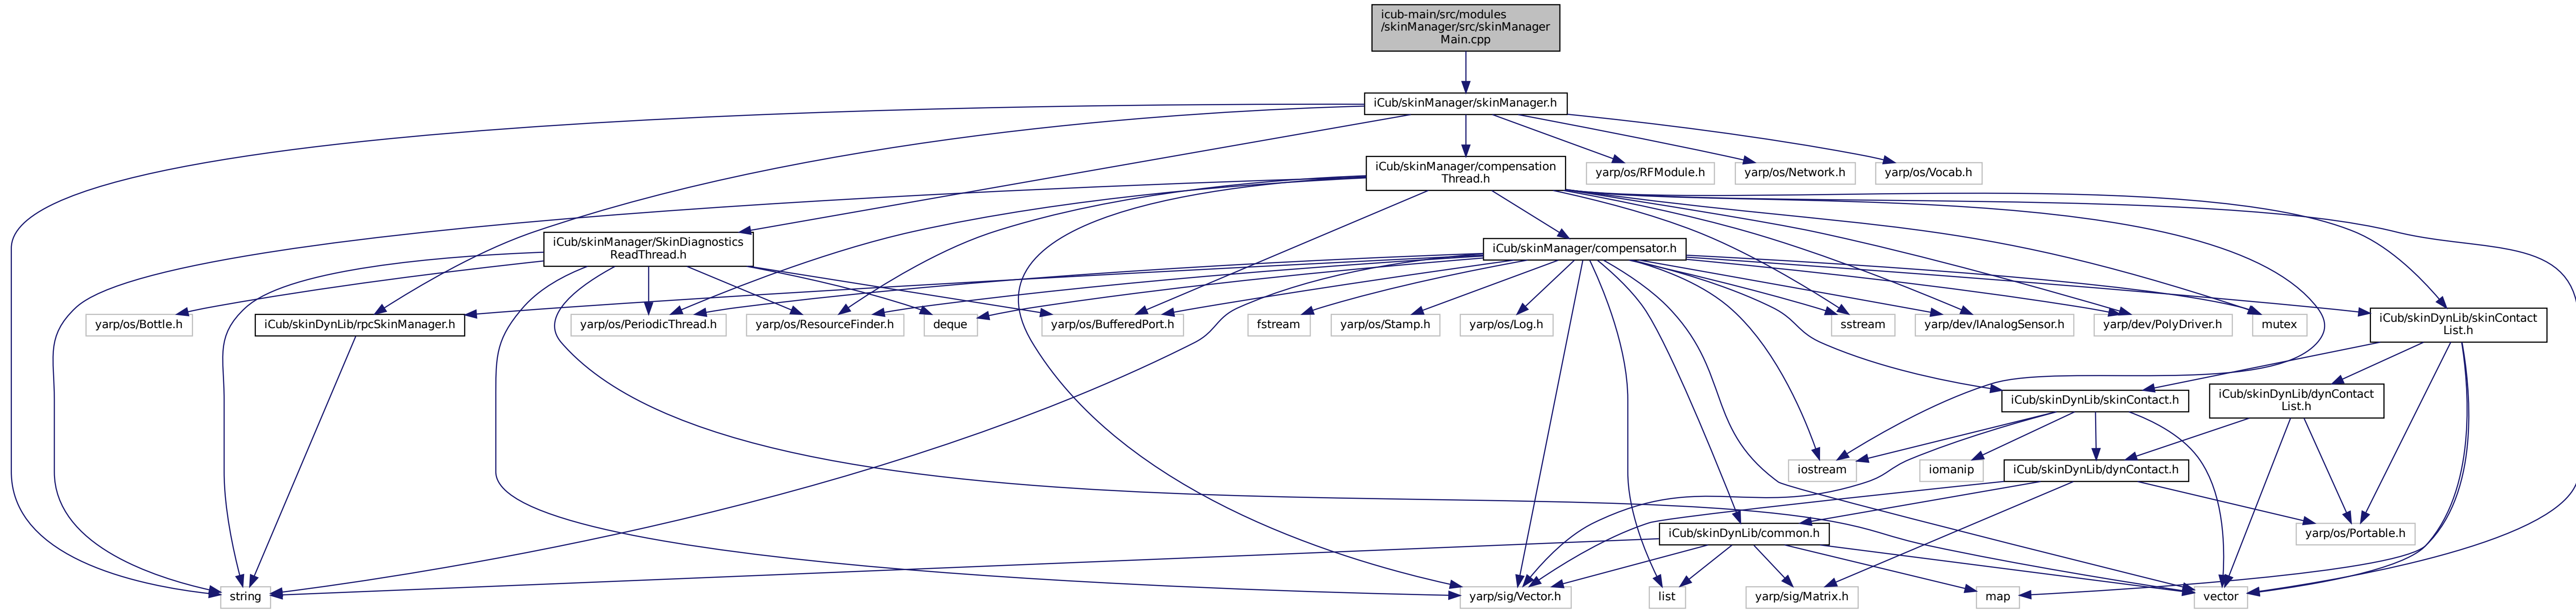 icub-main/src/modules
/skinManager/src/skinManager
Main.cpp
iCub/skinManager/skinManager.h
iCub/skinManager/compensation
Thread.h
yarp/os/RFModule.h
yarp/os/Network.h
yarp/os/Vocab.h
iCub/skinManager/SkinDiagnostics
ReadThread.h
iCub/skinManager/compensator.h
yarp/os/Bottle.h
iCub/skinDynLib/rpcSkinManager.h
yarp/os/PeriodicThread.h
yarp/os/ResourceFinder.h
deque
yarp/os/BufferedPort.h
fstream
yarp/os/Stamp.h
yarp/os/Log.h
sstream
yarp/dev/IAnalogSensor.h
yarp/dev/PolyDriver.h
mutex
iCub/skinDynLib/skinContact
List.h
iCub/skinDynLib/skinContact.h
iCub/skinDynLib/dynContact
List.h
iostream
iomanip
iCub/skinDynLib/dynContact.h
iCub/skinDynLib/common.h
yarp/os/Portable.h
string
yarp/sig/Vector.h
list
yarp/sig/Matrix.h
map
vector